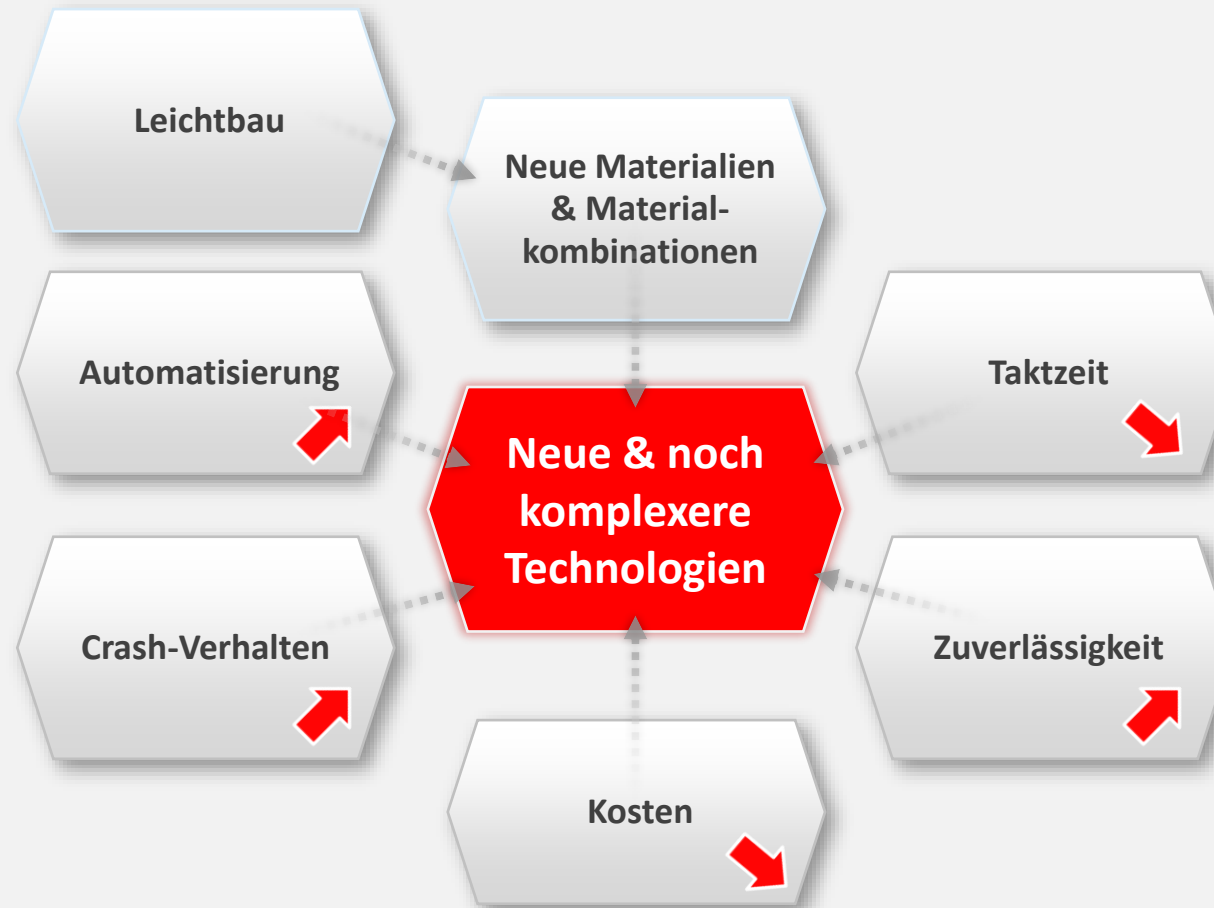 Leichtbau
Neue Materialien
& Material-
kombinationen
Automatisierung
Taktzeit
Neue & noch
komplexere
Technologien
Crash-Verhalten
Zuverlässigkeit
Kosten